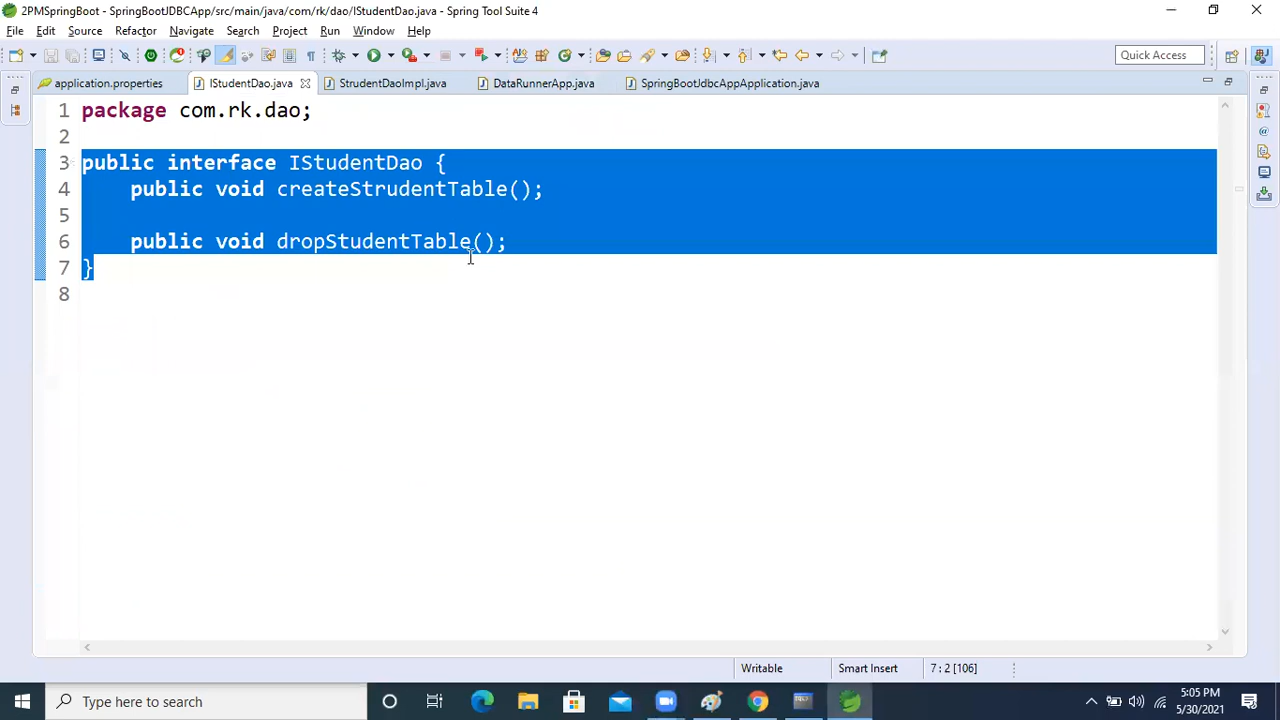 2PMSpringBoot - SpringBootJDBCApp/src/main/java/com/rk/dao/IStudentDao.java - Spring Tool Suite 4
File Edit Source Refactor Navigate Search Project Run Window Help
Quick Access
application.properties IStudentDao.java StrudentDaoImpl.java DataRunnerApp.java SpringBootJdbcAppApplication.java
1 package com.rk.dao;
2
3 public interface IStudentDao {
4 public void createStrudentTable();
5
6 public void dropStudentTable();
7 }
8
Writable Smart Insert 7 : 2 [106]
Type here to search
5:05 PM
5/30/2021